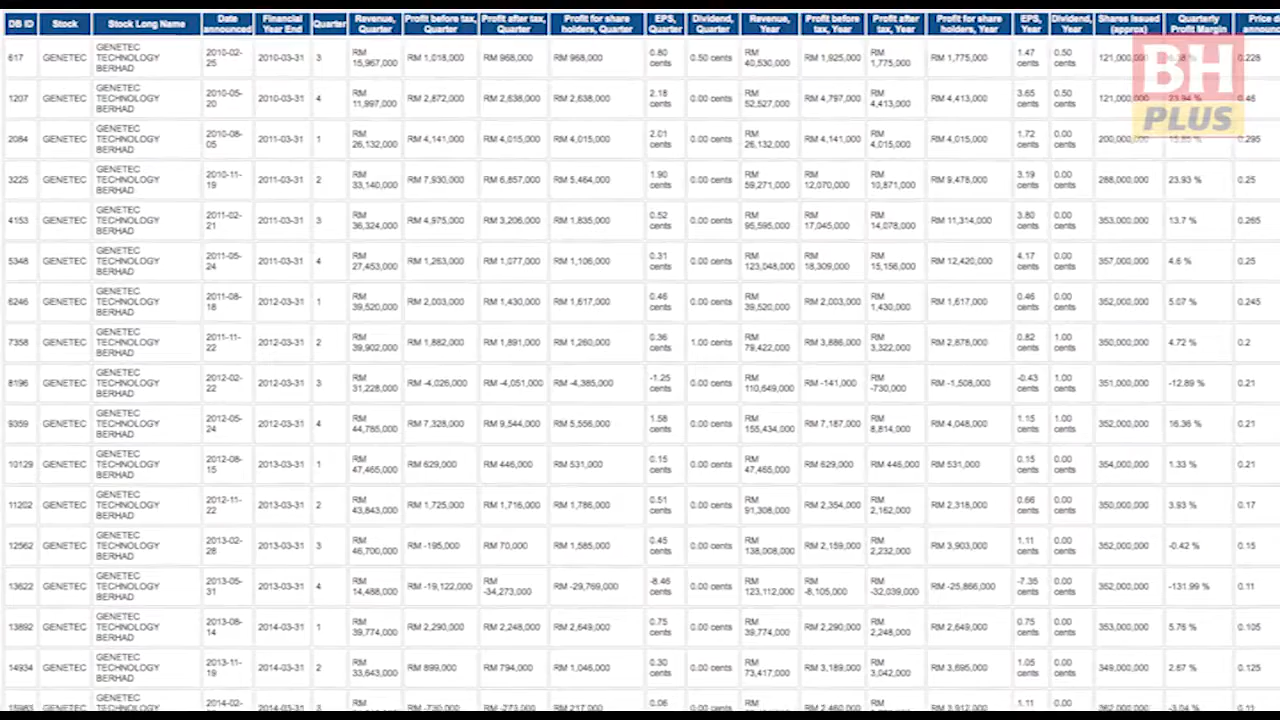 DB ID Stock Stock Long Name Date announced Financial Year End Quarter Revenue, Quarter Profit before tax, Quarter Profit after tax, Quarter Profit for share holders, Quarter EPS, Quarter Dividend, Quarter Revenue, Year Profit before tax, Year Profit after tax, Year Profit for share holders, Year EPS, Year Dividend, Year Shares issued (approx) Quarterly Profit Margin Price
617 GENETEC GENETEC TECHNOLOGY BERHAD 2010-02-25 2010-03-31 3 RM 15,967,000 RM 1,018,000 RM 968,000 RM 968,000 0.80 cents 0.50 cents RM 40,530,000 RM 1,925,000 RM 1,775,000 RM 1,775,000 1.47 cents 0.50 cents 121,000,000 0.228
1207 GENETEC GENETEC TECHNOLOGY BERHAD 2010-05-20 2010-03-31 4 RM 11,997,000 RM 2,872,000 RM 2,638,000 RM 2,638,000 2.18 cents 0.00 cents RM 52,527,000 RM 4,797,000 RM 4,413,000 RM 4,413,000 3.65 cents 0.50 cents 121,000,000 23.94 % 0.46
2084 GENETEC GENETEC TECHNOLOGY BERHAD 2010-08-05 2011-03-31 1 RM 26,132,000 RM 4,141,000 RM 4,015,000 RM 4,015,000 2.01 cents 0.00 cents RM 26,132,000 RM 4,141,000 RM 4,015,000 RM 4,015,000 1.72 cents 0.00 cents 200,000,000 0.295
BH
PLUS
3225 GENETEC GENETEC TECHNOLOGY BERHAD 2010-11-19 2011-03-31 2 RM 33,140,000 RM 7,930,000 RM 6,857,000 RM 5,464,000 1.90 cents 0.00 cents RM 59,271,000 RM 12,070,000 RM 10,871,000 RM 9,478,000 3.19 cents 0.00 cents 288,000,000 23.93 % 0.25
4153 GENETEC GENETEC TECHNOLOGY BERHAD 2011-02-21 2011-03-31 3 RM 36,324,000 RM 4,975,000 RM 3,206,000 RM 1,835,000 0.52 cents 0.00 cents RM 95,595,000 RM 17,045,000 RM 14,078,000 RM 11,314,000 3.80 cents 0.00 cents 353,000,000 13.7 % 0.265
5348 GENETEC GENETEC TECHNOLOGY BERHAD 2011-05-24 2011-03-31 4 RM 27,453,000 RM 1,263,000 RM 1,077,000 RM 1,106,000 0.31 cents 0.00 cents RM 123,048,000 RM 18,309,000 RM 15,156,000 RM 12,420,000 4.17 cents 0.00 cents 357,000,000 4.6 % 0.25
6246 GENETEC GENETEC TECHNOLOGY BERHAD 2011-08-18 2012-03-31 1 RM 39,520,000 RM 2,003,000 RM 1,430,000 RM 1,617,000 0.46 cents 0.00 cents RM 39,520,000 RM 2,003,000 RM 1,430,000 RM 1,617,000 0.46 cents 0.00 cents 352,000,000 5.07 % 0.245
7358 GENETEC GENETEC TECHNOLOGY BERHAD 2011-11-22 2012-03-31 2 RM 39,902,000 RM 1,882,000 RM 1,891,000 RM 1,260,000 0.36 cents 1.00 cents RM 79,422,000 RM 3,886,000 RM 3,322,000 RM 2,878,000 0.82 cents 1.00 cents 350,000,000 4.72 % 0.2
8196 GENETEC GENETEC TECHNOLOGY BERHAD 2012-02-22 2012-03-31 3 RM 31,228,000 RM -4,026,000 RM -4,051,000 RM -4,385,000 -1.25 cents 0.00 cents RM 110,649,000 RM -141,000 RM -730,000 RM -1,508,000 -0.43 cents 1.00 cents 351,000,000 -12.89 % 0.21
9359 GENETEC GENETEC TECHNOLOGY BERHAD 2012-05-24 2012-03-31 4 RM 44,785,000 RM 7,328,000 RM 9,544,000 RM 5,556,000 1.58 cents 0.00 cents RM 155,434,000 RM 7,187,000 RM 8,814,000 RM 4,048,000 1.15 cents 1.00 cents 352,000,000 16.36 % 0.21
10129 GENETEC GENETEC TECHNOLOGY BERHAD 2012-08-15 2013-03-31 1 RM 47,465,000 RM 629,000 RM 446,000 RM 531,000 0.15 cents 0.00 cents RM 47,465,000 RM 629,000 RM 446,000 RM 531,000 0.15 cents 0.00 cents 354,000,000 1.33 % 0.21
11202 GENETEC GENETEC TECHNOLOGY BERHAD 2012-11-22 2013-03-31 2 RM 43,843,000 RM 1,725,000 RM 1,716,000 RM 1,786,000 0.51 cents 0.00 cents RM 91,308,000 RM 2,354,000 RM 2,162,000 RM 2,318,000 0.66 cents 0.00 cents 350,000,000 3.93 % 0.17
12562 GENETEC GENETEC TECHNOLOGY BERHAD 2013-02-28 2013-03-31 3 RM 46,700,000 RM -195,000 RM 70,000 RM 1,585,000 0.45 cents 0.00 cents RM 138,008,000 RM 2,159,000 RM 2,232,000 RM 3,903,000 1.11 cents 0.00 cents 352,000,000 -0.42 % 0.15
13622 GENETEC GENETEC TECHNOLOGY BERHAD 2013-05-31 2013-03-31 4 RM 14,488,000 RM -19,122,000 RM -34,273,000 RM -29,769,000 -8.46 cents 0.00 cents RM 123,112,000 RM -8,105,000 RM -32,039,000 RM -25,866,000 -7.35 cents 0.00 cents 352,000,000 -131.99 % 0.11
13892 GENETEC GENETEC TECHNOLOGY BERHAD 2013-08-14 2014-03-31 1 RM 39,774,000 RM 2,290,000 RM 2,248,000 RM 2,649,000 0.75 cents 0.00 cents RM 39,774,000 RM 2,290,000 RM 2,248,000 RM 2,649,000 0.75 cents 0.00 cents 353,000,000 5.76 % 0.105
14934 GENETEC GENETEC TECHNOLOGY BERHAD 2013-11-19 2014-03-31 2 RM 33,643,000 RM 899,000 RM 794,000 RM 1,046,000 0.30 cents 0.00 cents RM 73,417,000 RM 3,189,000 RM 3,042,000 RM 3,695,000 1.05 cents 0.00 cents 349,000,000 2.67 % 0.125
GENETEC GENETEC TECHNOLOGY 2014-02- 2014-03-31 3 RM 0.06 RM 1.11 0.00